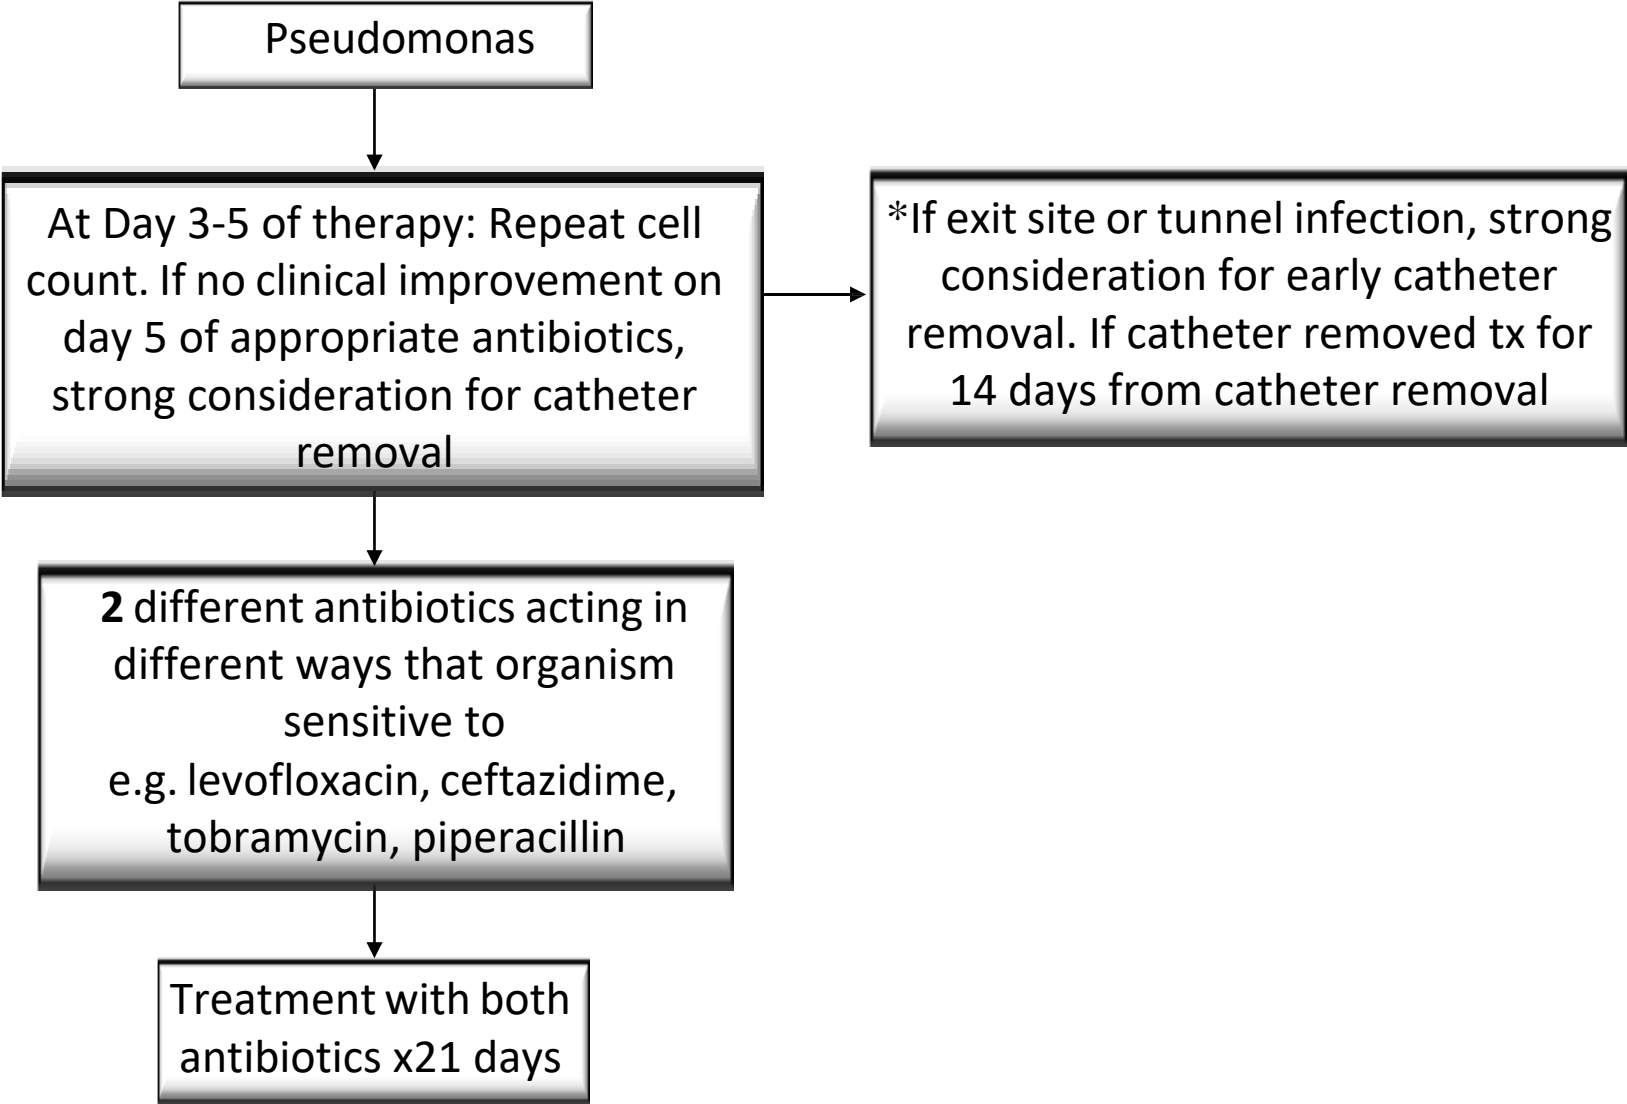 Pseudomonas
At Day 3-5 of therapy: Repeat cell
count. If no clinical improvement on
day 5 of appropriate antibiotics,
strong consideration for catheter
removal
*If exit site or tunnel infection, strong
consideration for early catheter
removal. If catheter removed tx for
14 days from catheter removal
2 different antibiotics acting in
different ways that organism
sensitive to
e.g. levofloxacin, ceftazidime,
tobramycin, piperacillin
Treatment with both
antibiotics x21 days